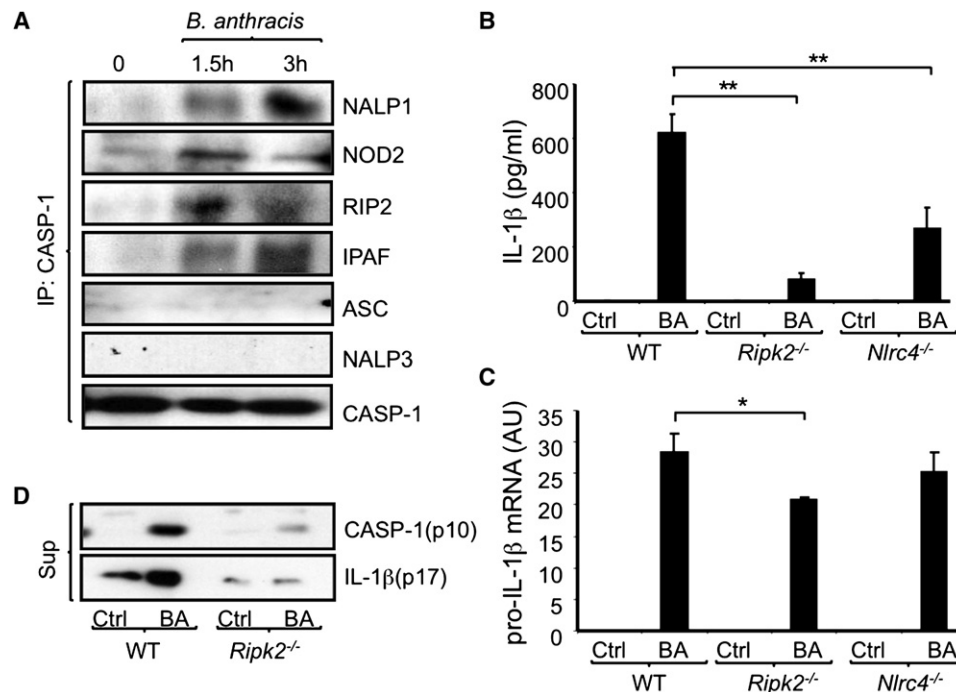 A
B. anthracis
0 1.5h 3h
IP: CASP-1
NALP1
NOD2
RIP2
IPAF
ASC
NALP3
CASP-1
B
**
**
IL-1β (pg/ml)
800
600
400
200
0
Ctrl BA Ctrl BA Ctrl BA
WT Ripk2-/- Nlrc4-/-
C
*
pro-IL-1β mRNA (AU)
35
30
25
20
15
10
5
0
Ctrl BA Ctrl BA Ctrl BA
WT Ripk2-/- Nlrc4-/-
D
Sup
CASP-1(p10)
IL-1β(p17)
Ctrl BA Ctrl BA
WT Ripk2-/-